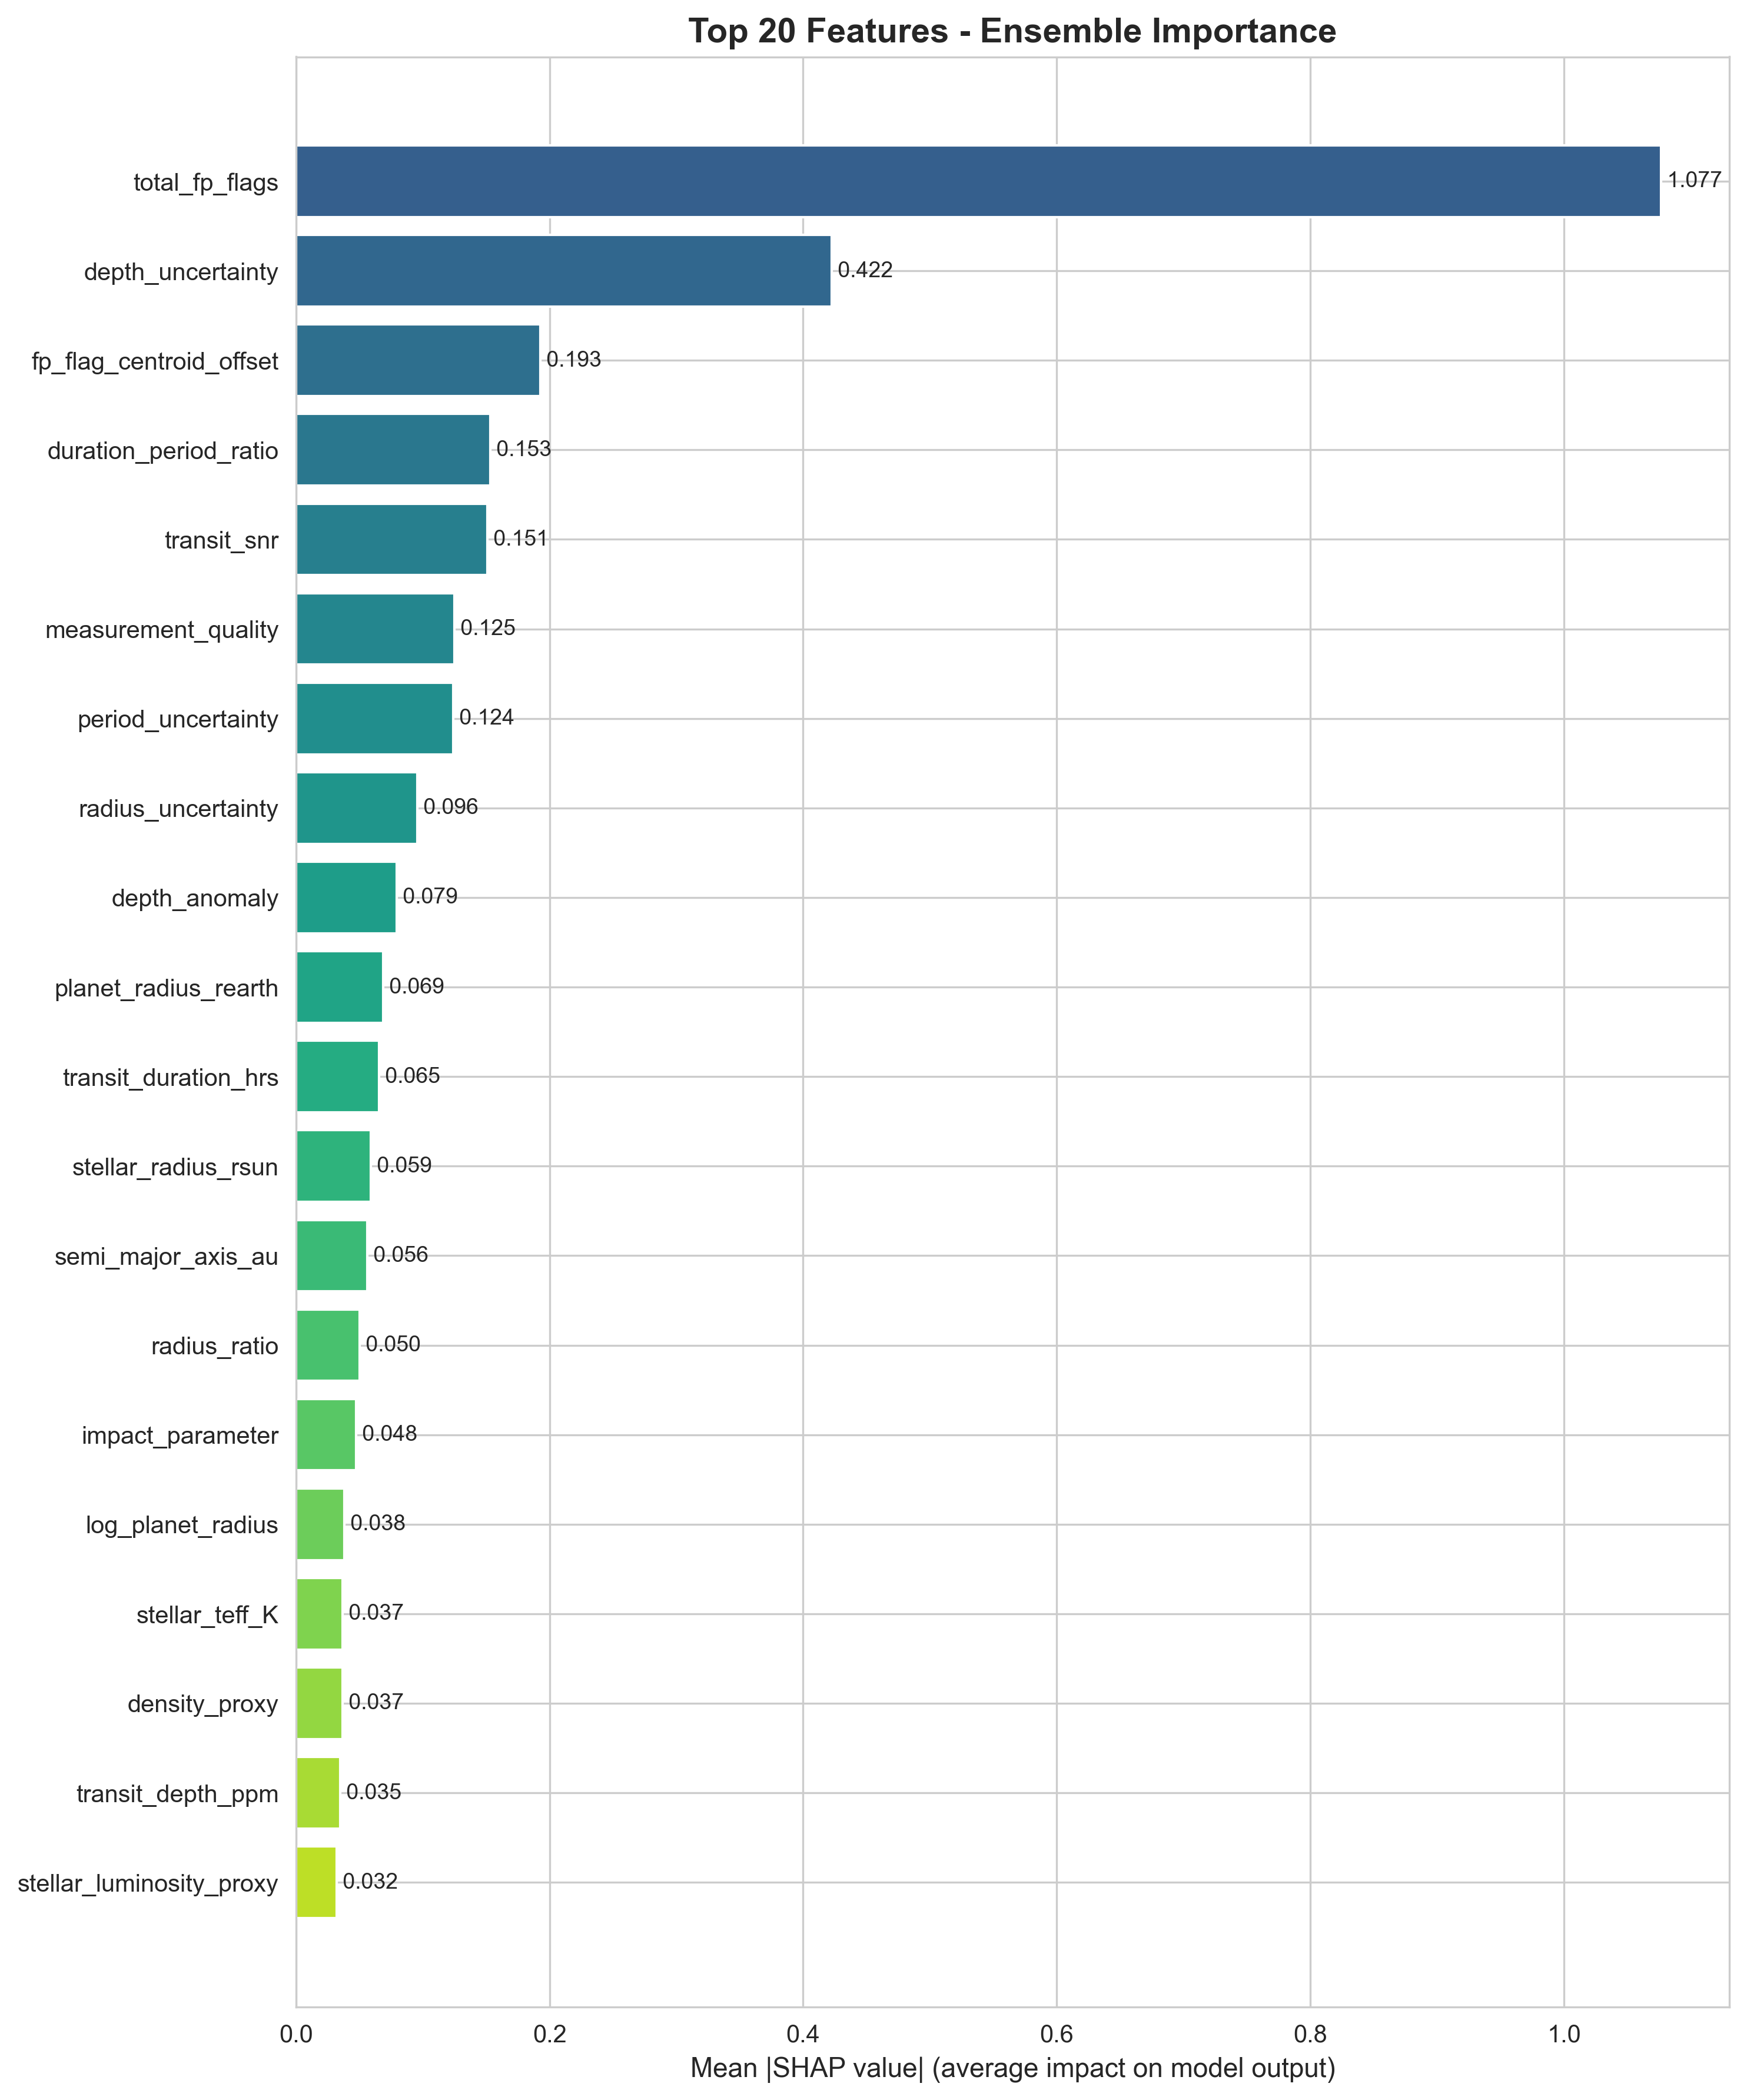 Top 20 Features - Ensemble Importance
total_fp_flags 1.077
depth_uncertainty 0.422
fp_flag_centroid_offset 0.193
duration_period_ratio 0.153
transit_snr 0.151
measurement_quality 0.125
period_uncertainty 0.124
radius_uncertainty 0.096
depth_anomaly 0.079
planet_radius_rearth 0.069
transit_duration_hrs 0.065
stellar_radius_rsun 0.059
semi_major_axis_au 0.056
radius_ratio 0.050
impact_parameter 0.048
log_planet_radius 0.038
stellar_teff_K 0.037
density_proxy 0.037
transit_depth_ppm 0.035
stellar_luminosity_proxy 0.032
0.0 0.2 0.4 0.6 0.8 1.0
Mean |SHAP value| (average impact on model output)